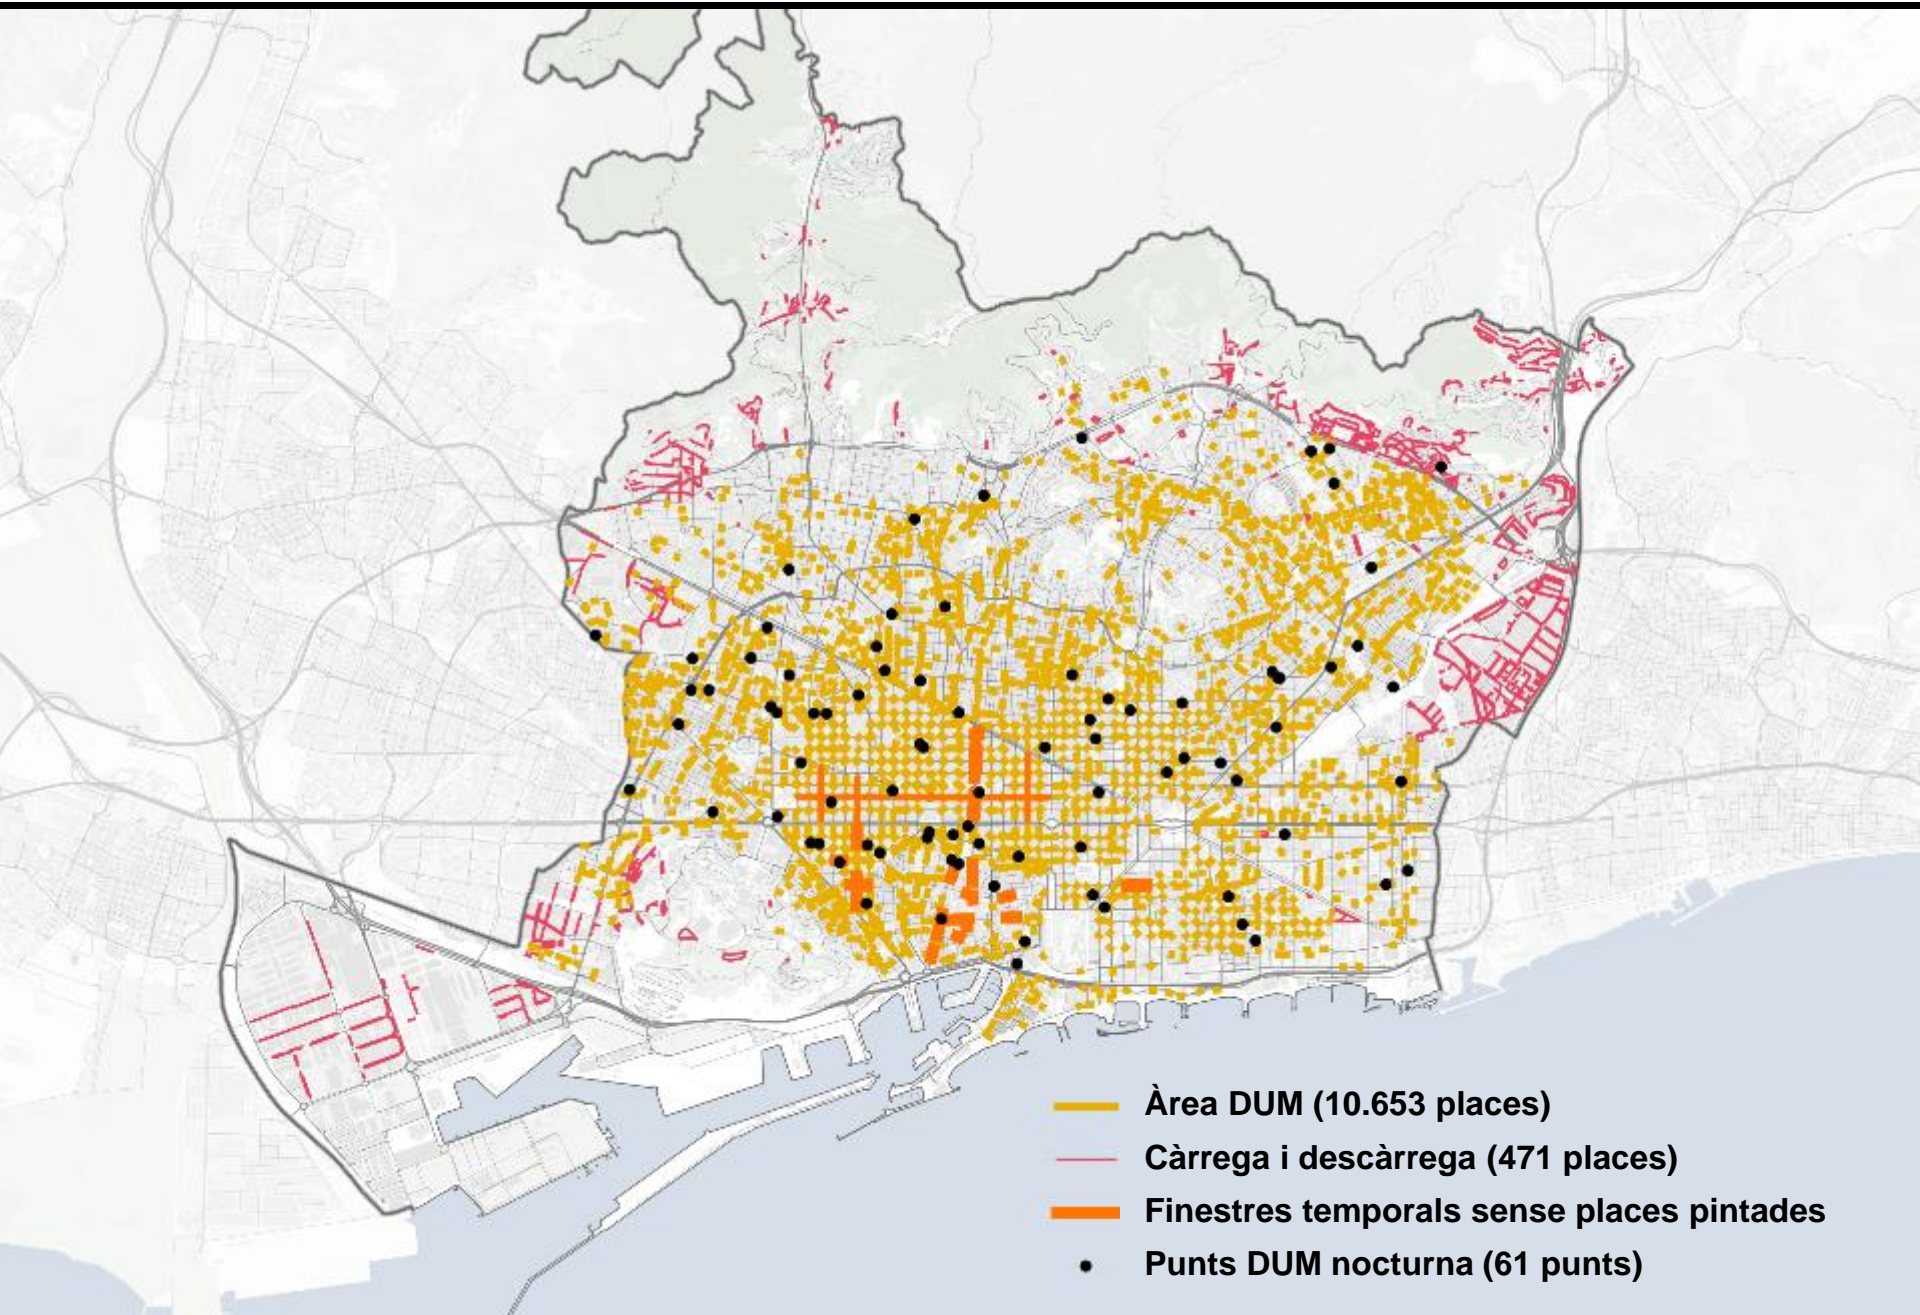 Àrea DUM (10.653 places)
Càrrega i descàrrega (471 places)
Finestres temporals sense places pintades
Punts DUM nocturna (61 punts)